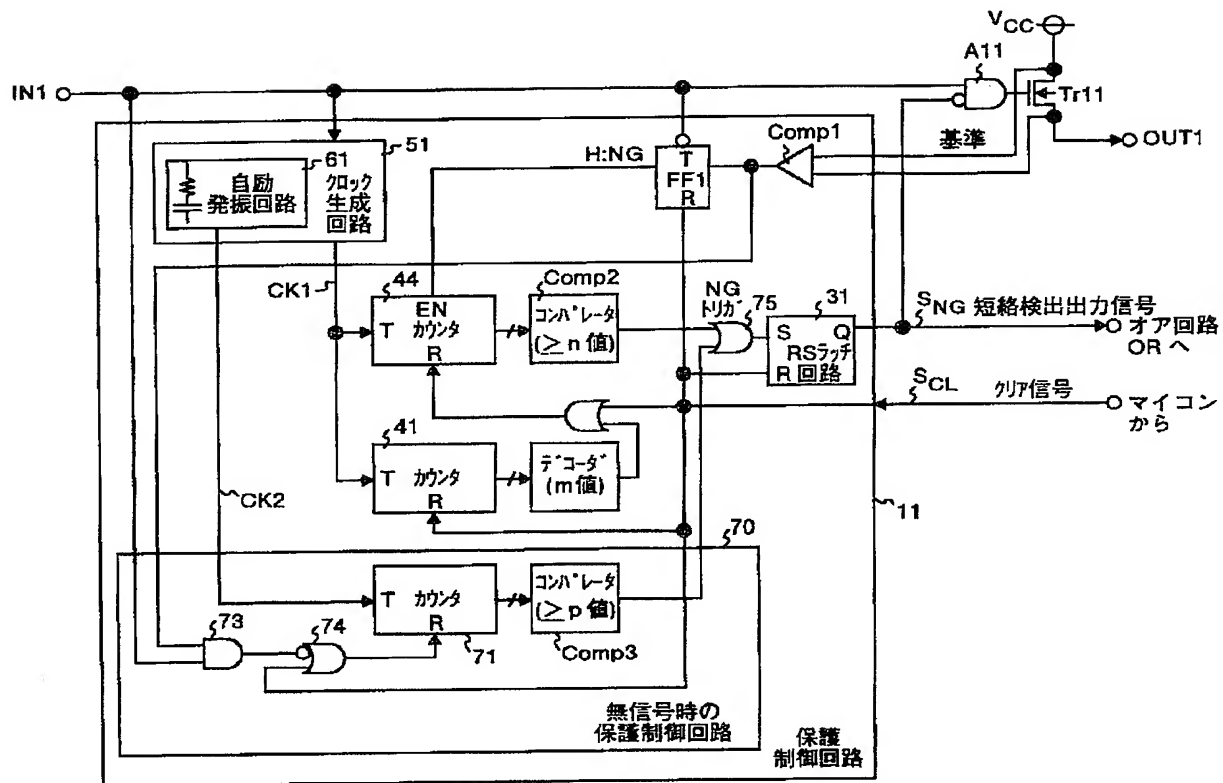 VCC
A11
IN1
Tr11
51
Comp1
基準
OUT1
H:NG
61
自励
発振回路
クロック
生成
回路
T
FF1
R
CK1
44
Comp2
NG
トリガ
75
31
SNG 短絡検出出力信号
EN
T カウンタ
R
コンパレータ
(≥n値)
S Q
RSラッチ
R 回路
オア回路
ORへ
SCL クリア信号
マイコン
から
41
T カウンタ
R
デコーダ
(m値)
CK2
11
70
T カウンタ
R
コンパレータ
(≥p値)
73
74
71
Comp3
無信号時の
保護制御回路
保護
制御回路